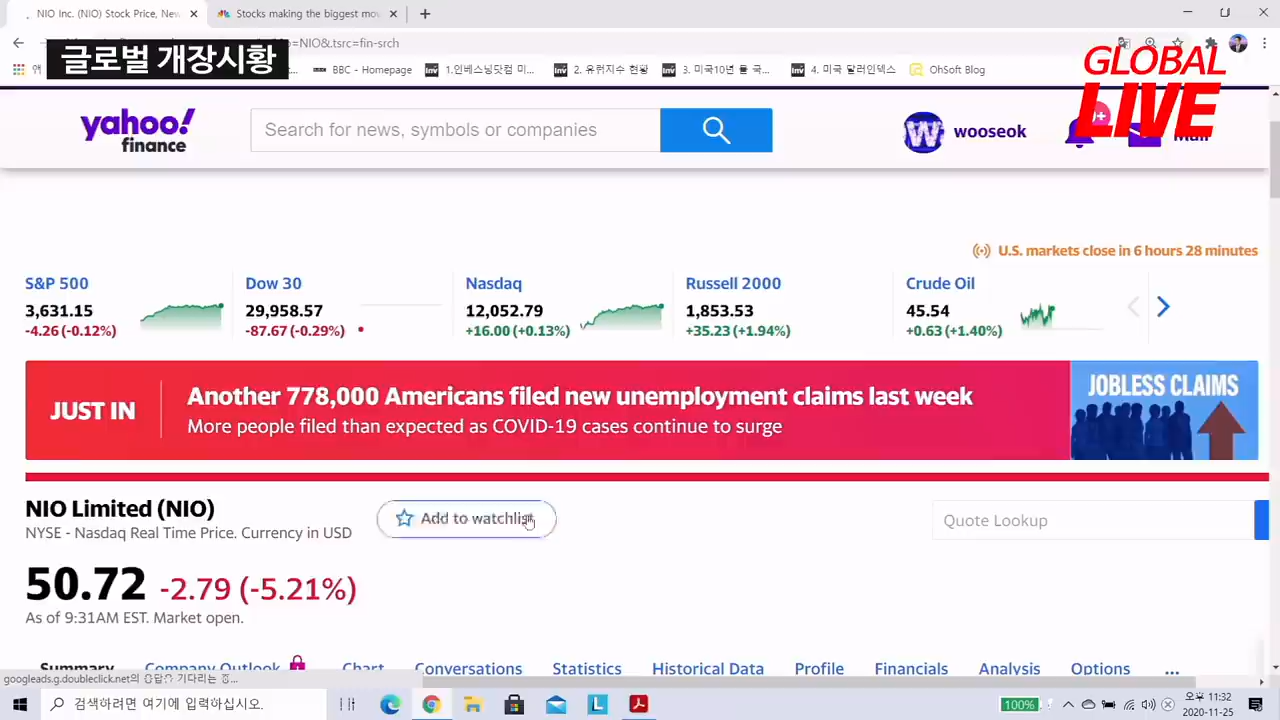 NIO Inc. (NIO) Stock Price, New
Stocks making the biggest mov
=NIO&.tsrc=fin-srch
글로벌 개장시황
BBC - Homepage
1.인베스팅닷컴 미...
2. 유럽지수 현황
3. 미국10년 물 국...
4. 미국 달러인덱스
OhSoft Blog
GLOBAL
LIVE
yahoo!
finance
Search for news, symbols or companies
wooseok
Mail
U.S. markets close in 6 hours 28 minutes
S&P 500
3,631.15
-4.26 (-0.12%)
Dow 30
29,958.57
-87.67 (-0.29%)
Nasdaq
12,052.79
+16.00 (+0.13%)
Russell 2000
1,853.53
+35.23 (+1.94%)
Crude Oil
45.54
+0.63 (+1.40%)
JUST IN
Another 778,000 Americans filed new unemployment claims last week
More people filed than expected as COVID-19 cases continue to surge
JOBLESS CLAIMS
NIO Limited (NIO)
NYSE - Nasdaq Real Time Price. Currency in USD
Add to watchlist
Quote Lookup
50.72 -2.79 (-5.21%)
As of 9:31AM EST. Market open.
Summary
Company Outlook
Chart
Conversations
Statistics
Historical Data
Profile
Financials
Analysis
Options
...
googleads.g.doubleclick.net의 응답을 기다리는 중...
검색하려면 여기에 입력하십시오.
100%
오후 11:32
2020-11-25